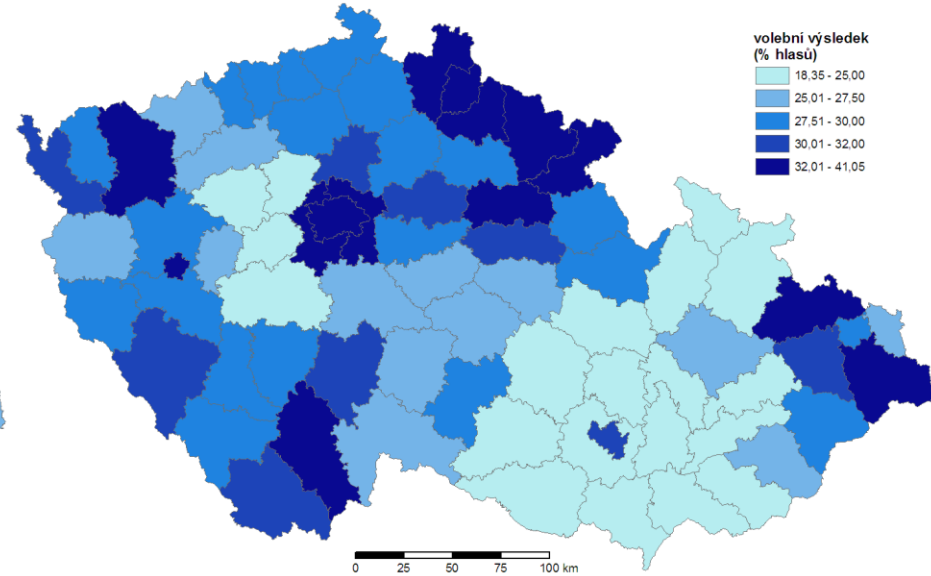 volební výsledek
(% hlasů)
18,35 - 25,00
25,01 - 27,50
27,51 - 30,00
30,01 - 32,00
32,01 - 41,05
0 25 50 75 100 km